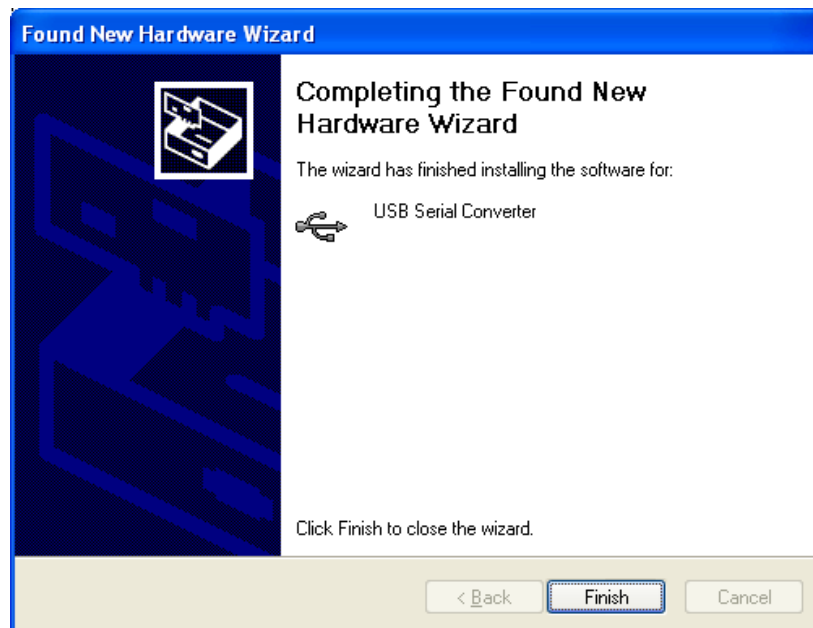 Found New Hardware Wizard
Completing the Found New
Hardware Wizard
The wizard has finished installing the software for:
USB Serial Converter
Click Finish to close the wizard.
< Back Finish Cancel